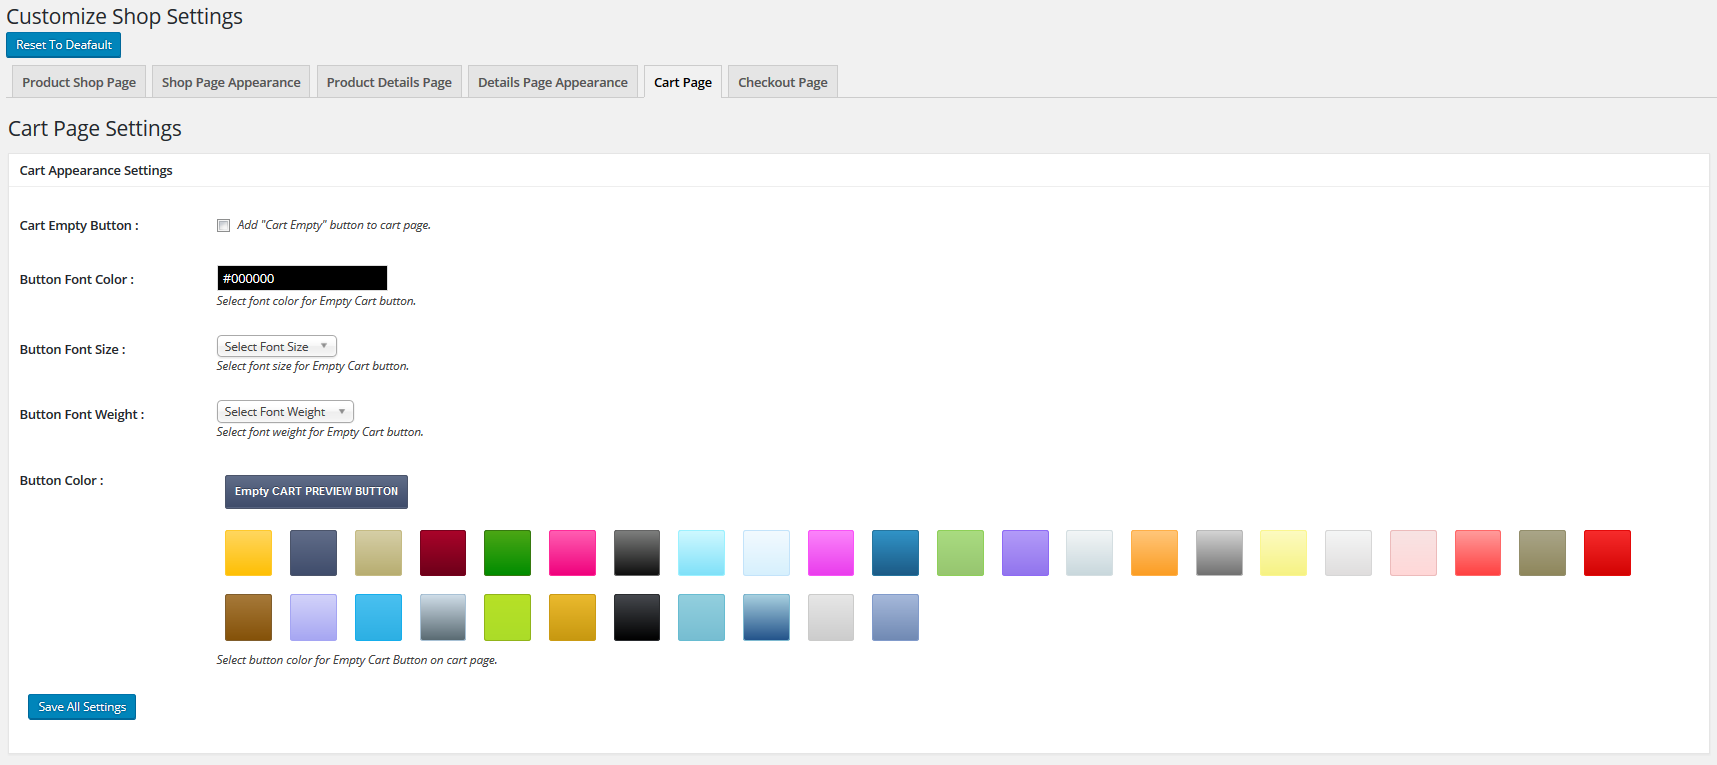 Customize Shop Settings
Reset To Deafault
Product Shop Page Shop Page Appearance Product Details Page Details Page Appearance Cart Page Checkout Page
Cart Page Settings
Cart Appearance Settings
Cart Empty Button : Add "Cart Empty" button to cart page.
Button Font Color : #000000
Select font color for Empty Cart button.
Button Font Size : Select Font Size
Select font size for Empty Cart button.
Button Font Weight : Select Font Weight
Select font weight for Empty Cart button.
Button Color : Empty CART PREVIEW BUTTON
Select button color for Empty Cart Button on cart page.
Save All Settings